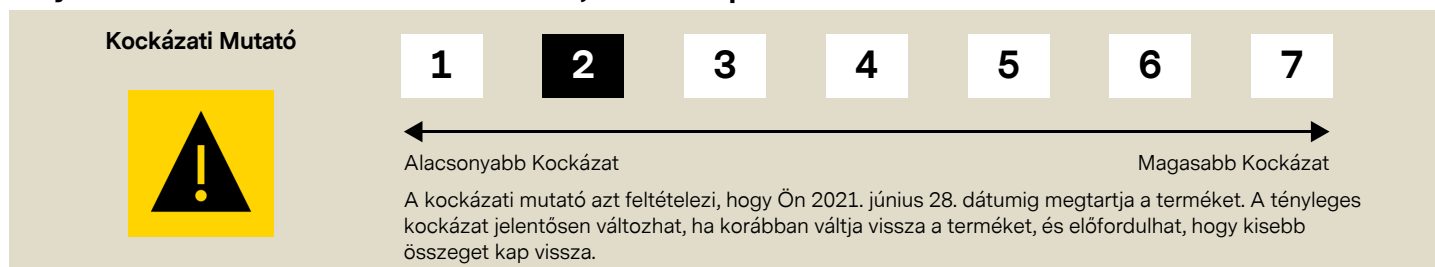 Kockázati Mutató
1 2 3 4 5 6 7
Alacsonyabb Kockázat Magasabb Kockázat
A kockázati mutató azt feltételezi, hogy Ön 2021. június 28. dátumig megtartja a terméket. A tényleges
kockázat jelentősen változhat, ha korábban váltja vissza a terméket, és előfordulhat, hogy kisebb
összeget kap vissza.